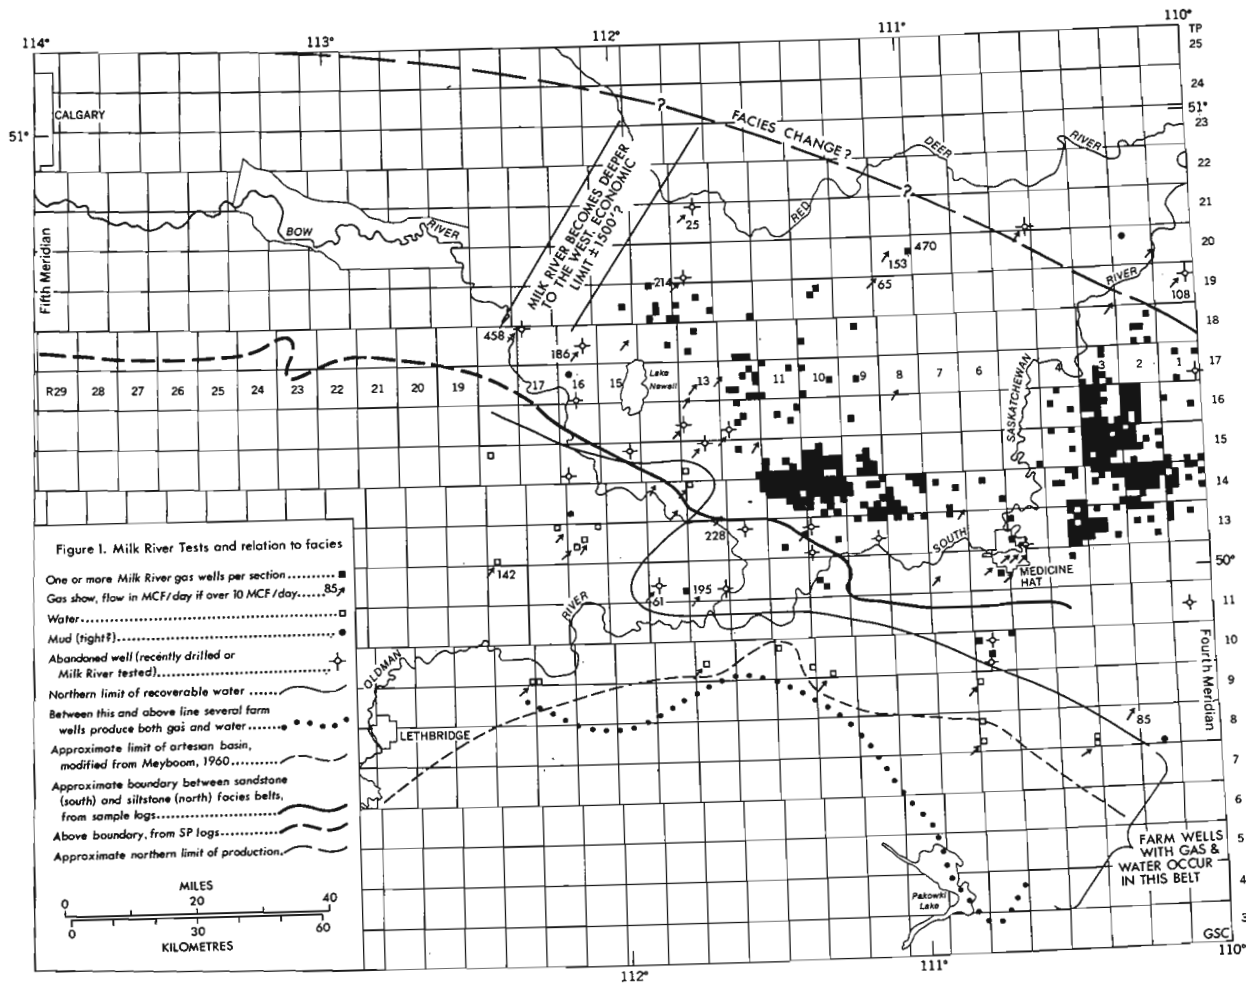 114°
113°
112°
111°
110°
TP
25
24
51°
23
22
21
20
19
18
17
16
15
14
13
50°
11
10
9
8
7
6
5
4
3
CALGARY
51°
?
FACIES CHANGE?
?
DEER
RIVER
RED
MILK RIVER BECOMES DEEPER
TO THE WEST. ECONOMIC
LIMIT ± 1500'?
BOW
RIVER
Fifth Meridian
25
470
153
65
214
RIVER
108
458
186
Lake
Newell
R29
28
27
26
25
24
23
22
21
20
19
17
16
15
13
11
10
9
8
7
6
4
3
2
1
SASKATCHEWAN
SOUTH
MEDICINE
HAT
228
142
61
195
RIVER
OLDMAN
LETHBRIDGE
85
Fourth Meridian
FARM WELLS
WITH GAS &
WATER OCCUR
IN THIS BELT
Pakowki
Lake
GSC
110°
111°
112°
Figure 1. Milk River Tests and relation to facies
One or more Milk River gas wells per section
Gas show, flow in MCF/day if over 10 MCF/day 85
Water
Mud (tight?)
Abandoned well (recently drilled or
Milk River tested)
Northern limit of recoverable water
Between this and above line several farm
wells produce both gas and water
Approximate limit of artesian basin,
modified from Meyboom, 1960
Approximate boundary between sandstone
(south) and siltstone (north) facies belts,
from sample logs
Above boundary, from SP logs
Approximate northern limit of production
MILES
0 20 40
0 30 60
KILOMETRES